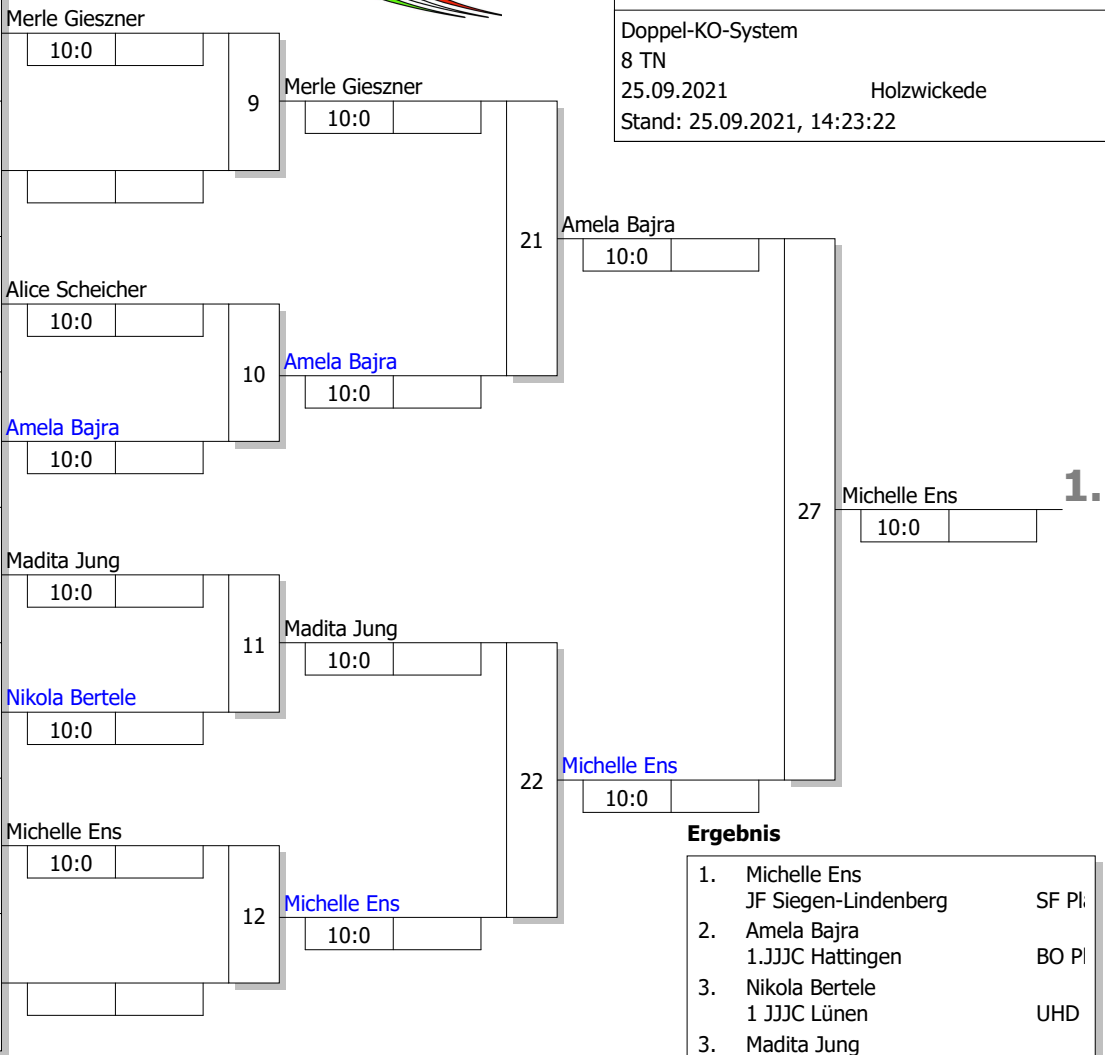 Merle Gieszner
10:0
9
Merle Gieszner
10:0
Doppel-KO-System
8 TN
25.09.2021 Holzwickede
Stand: 25.09.2021, 14:23:22
21
Amela Bajra
10:0
Alice Scheicher
10:0
10
Amela Bajra
10:0
Amela Bajra
10:0
27
Michelle Ens
1.
10:0
Madita Jung
10:0
11
Madita Jung
10:0
Nikola Bertele
10:0
22
Michelle Ens
10:0
Michelle Ens
10:0
12
Michelle Ens
10:0
Ergebnis
1. Michelle Ens
JF Siegen-Lindenberg SF
2. Amela Bajra
1.JJJC Hattingen BO
3. Nikola Bertele
1 JJJC Lünen UHD
3. Madita Jung